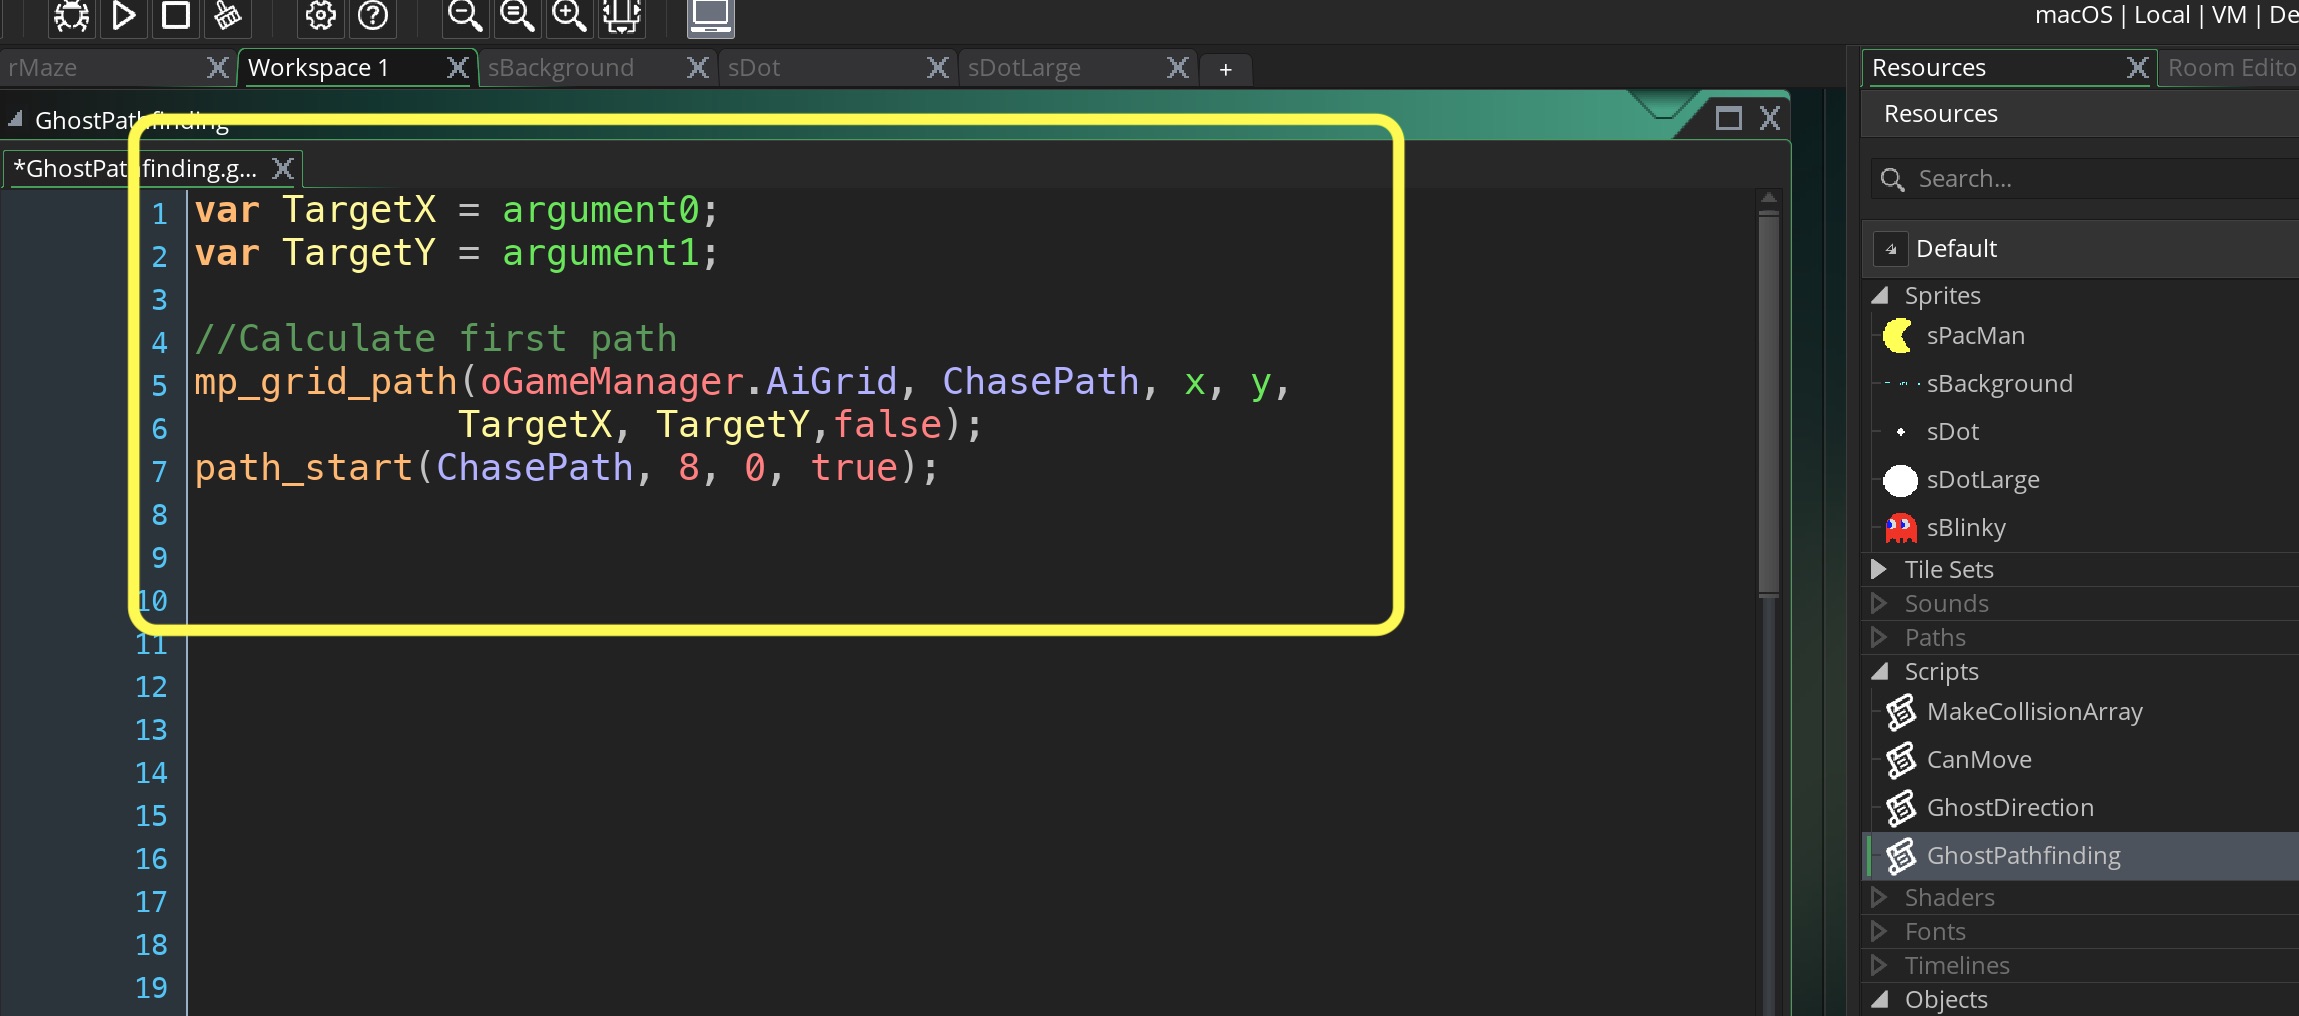 macOS | Local | VM | De
rMaze
Workspace 1
sBackground
sDot
sDotLarge
+
Resources
Room Edito
GhostPathfinding
Resources
*GhostPathfinding.g...
Search...
1 var TargetX = argument0;
2 var TargetY = argument1;
3
4 //Calculate first path
5 mp_grid_path(oGameManager.AiGrid, ChasePath, x, y,
6 TargetX, TargetY,false);
7 path_start(ChasePath, 8, 0, true);
8
9
10
11
12
13
14
15
16
17
18
19
Default
Sprites
sPacMan
sBackground
sDot
sDotLarge
sBlinky
Tile Sets
Sounds
Paths
Scripts
MakeCollisionArray
CanMove
GhostDirection
GhostPathfinding
Shaders
Fonts
Timelines
Objects